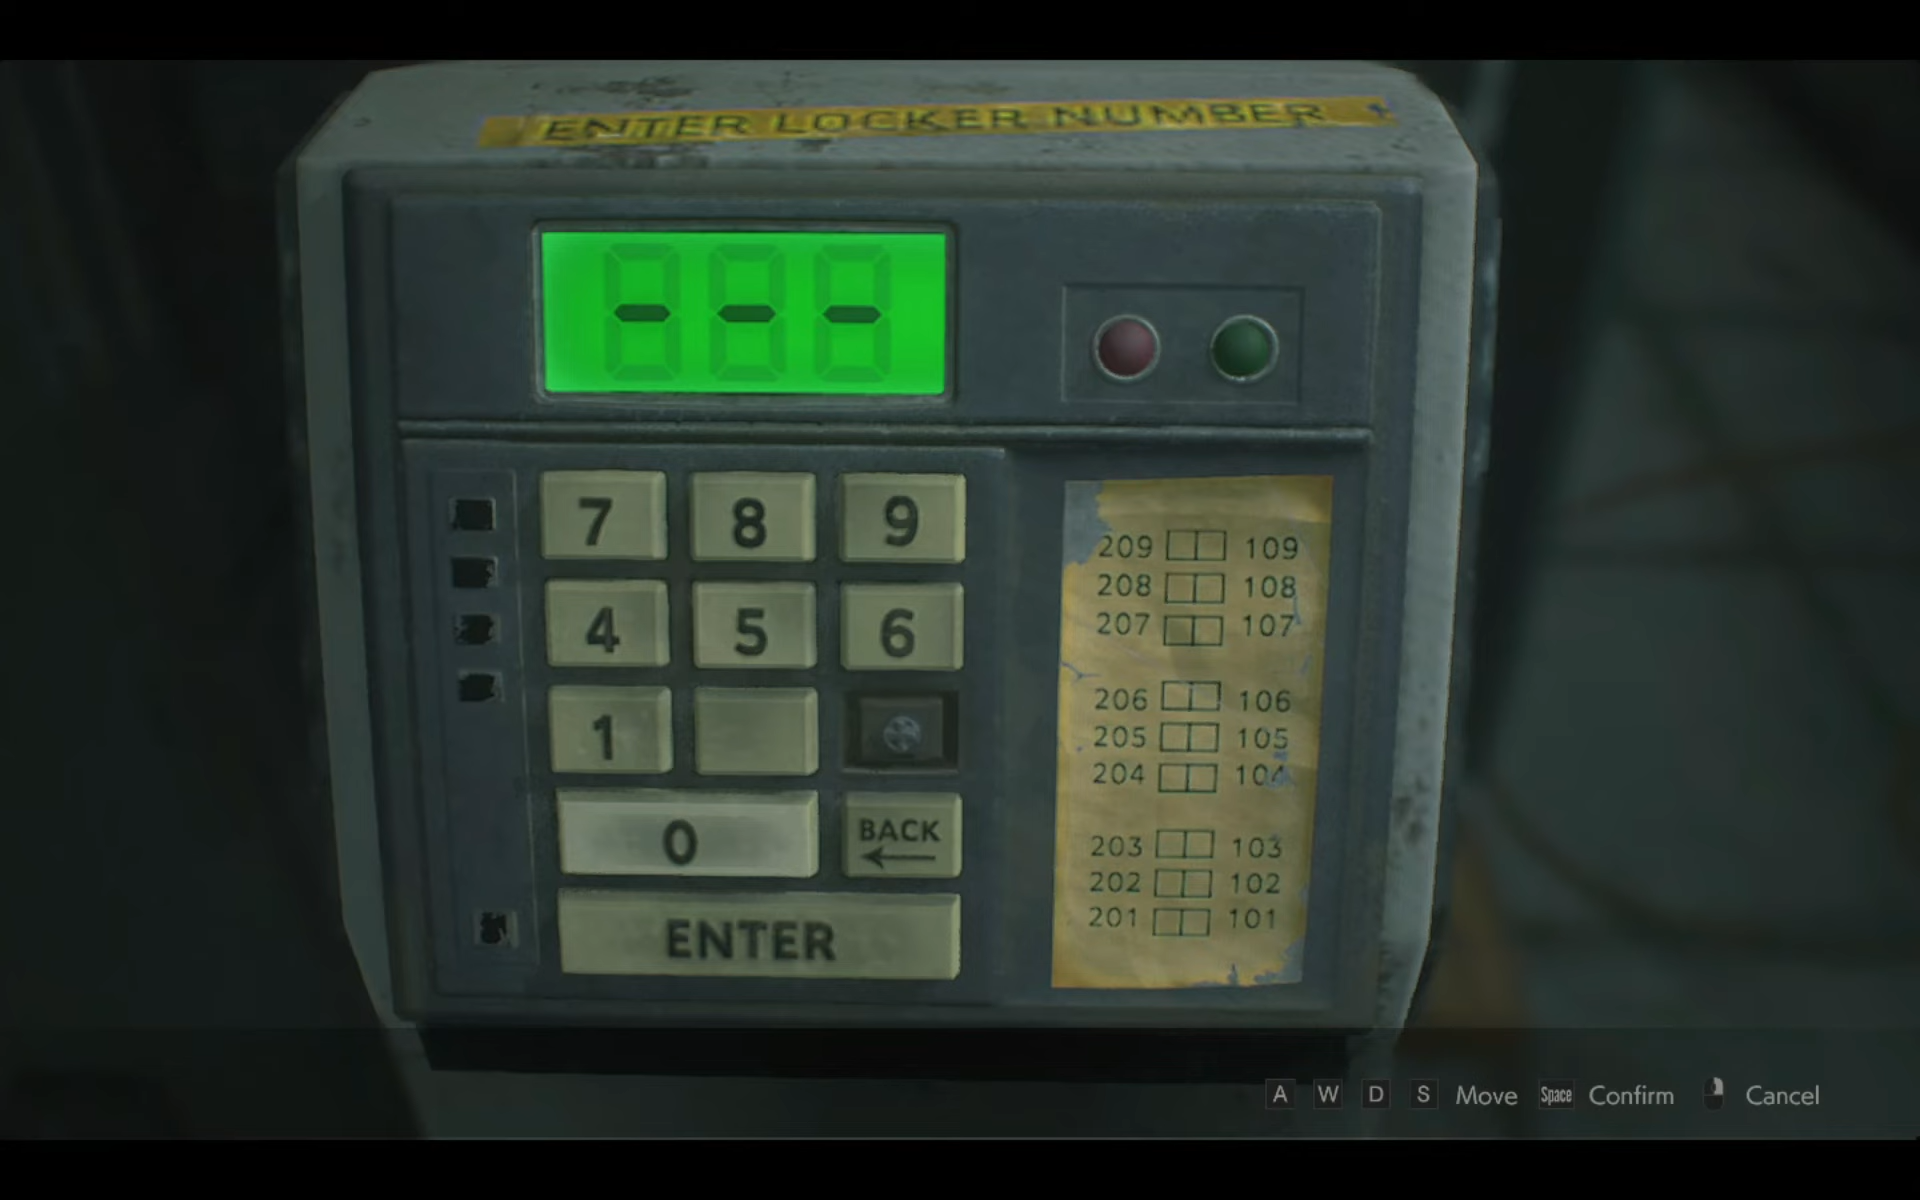 ENTER LOCKER NUMBER
- - -
7 8 9
4 5 6
1
0 BACK
ENTER
209 109
208 108
207 107
206 106
205 105
204 104
203 103
202 102
201 101
A W D S Move Space Confirm Cancel